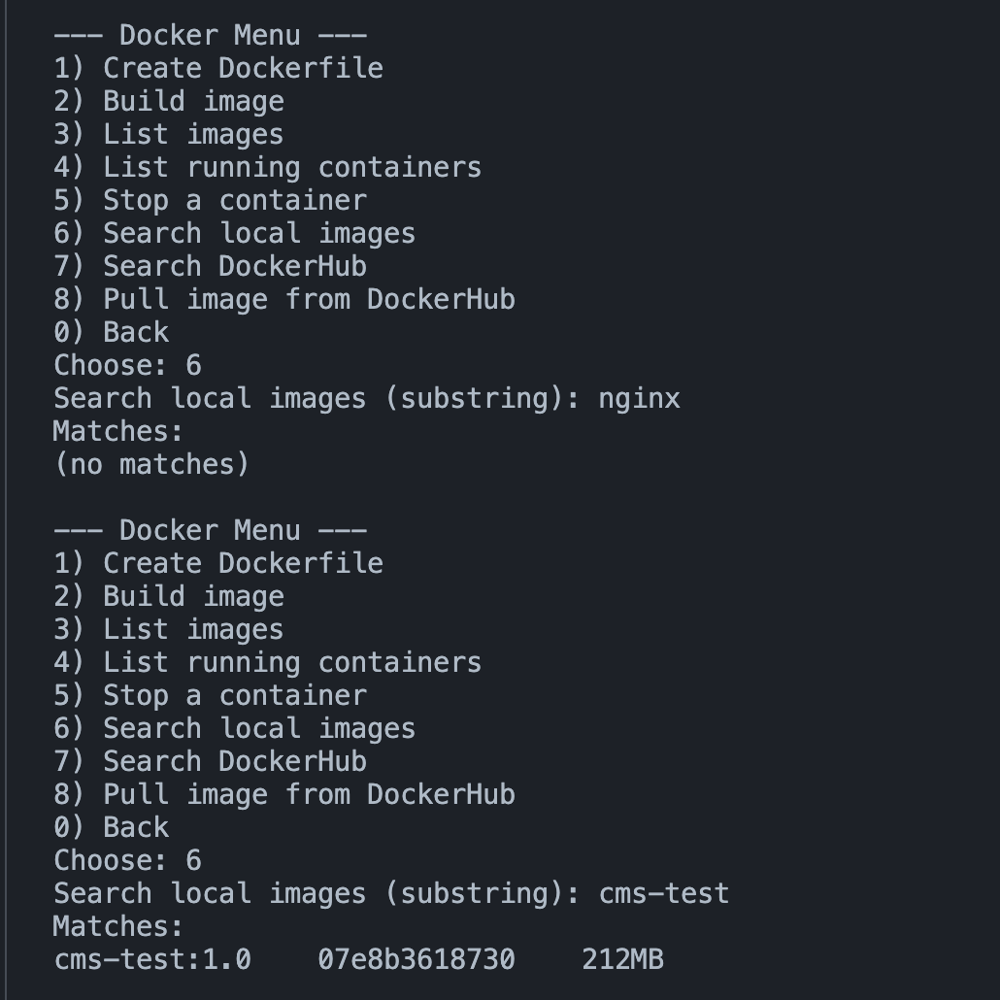 --- Docker Menu ---
1) Create Dockerfile
2) Build image
3) List images
4) List running containers
5) Stop a container
6) Search local images
7) Search DockerHub
8) Pull image from DockerHub
0) Back
Choose: 6
Search local images (substring): nginx
Matches:
(no matches)

--- Docker Menu ---
1) Create Dockerfile
2) Build image
3) List images
4) List running containers
5) Stop a container
6) Search local images
7) Search DockerHub
8) Pull image from DockerHub
0) Back
Choose: 6
Search local images (substring): cms-test
Matches:
cms-test:1.0    07e8b3618730    212MB